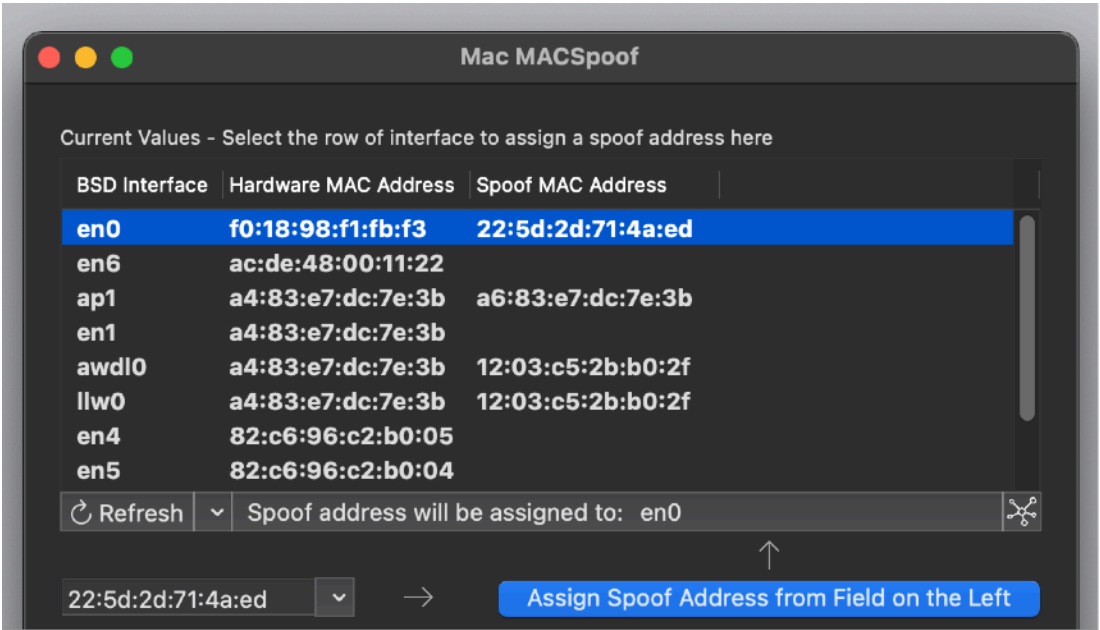 Mac MACSpoof
Current Values - Select the row of interface to assign a spoof address here
BSD Interface Hardware MAC Address Spoof MAC Address
en0 f0:18:98:f1:fb:f3 22:5d:2d:71:4a:ed
en6 ac:de:48:00:11:22
ap1 a4:83:e7:dc:7e:3b a6:83:e7:dc:7e:3b
en1 a4:83:e7:dc:7e:3b
awdl0 a4:83:e7:dc:7e:3b 12:03:c5:2b:b0:2f
llw0 a4:83:e7:dc:7e:3b 12:03:c5:2b:b0:2f
en4 82:c6:96:c2:b0:05
en5 82:c6:96:c2:b0:04
Refresh Spoof address will be assigned to: en0
22:5d:2d:71:4a:ed Assign Spoof Address from Field on the Left